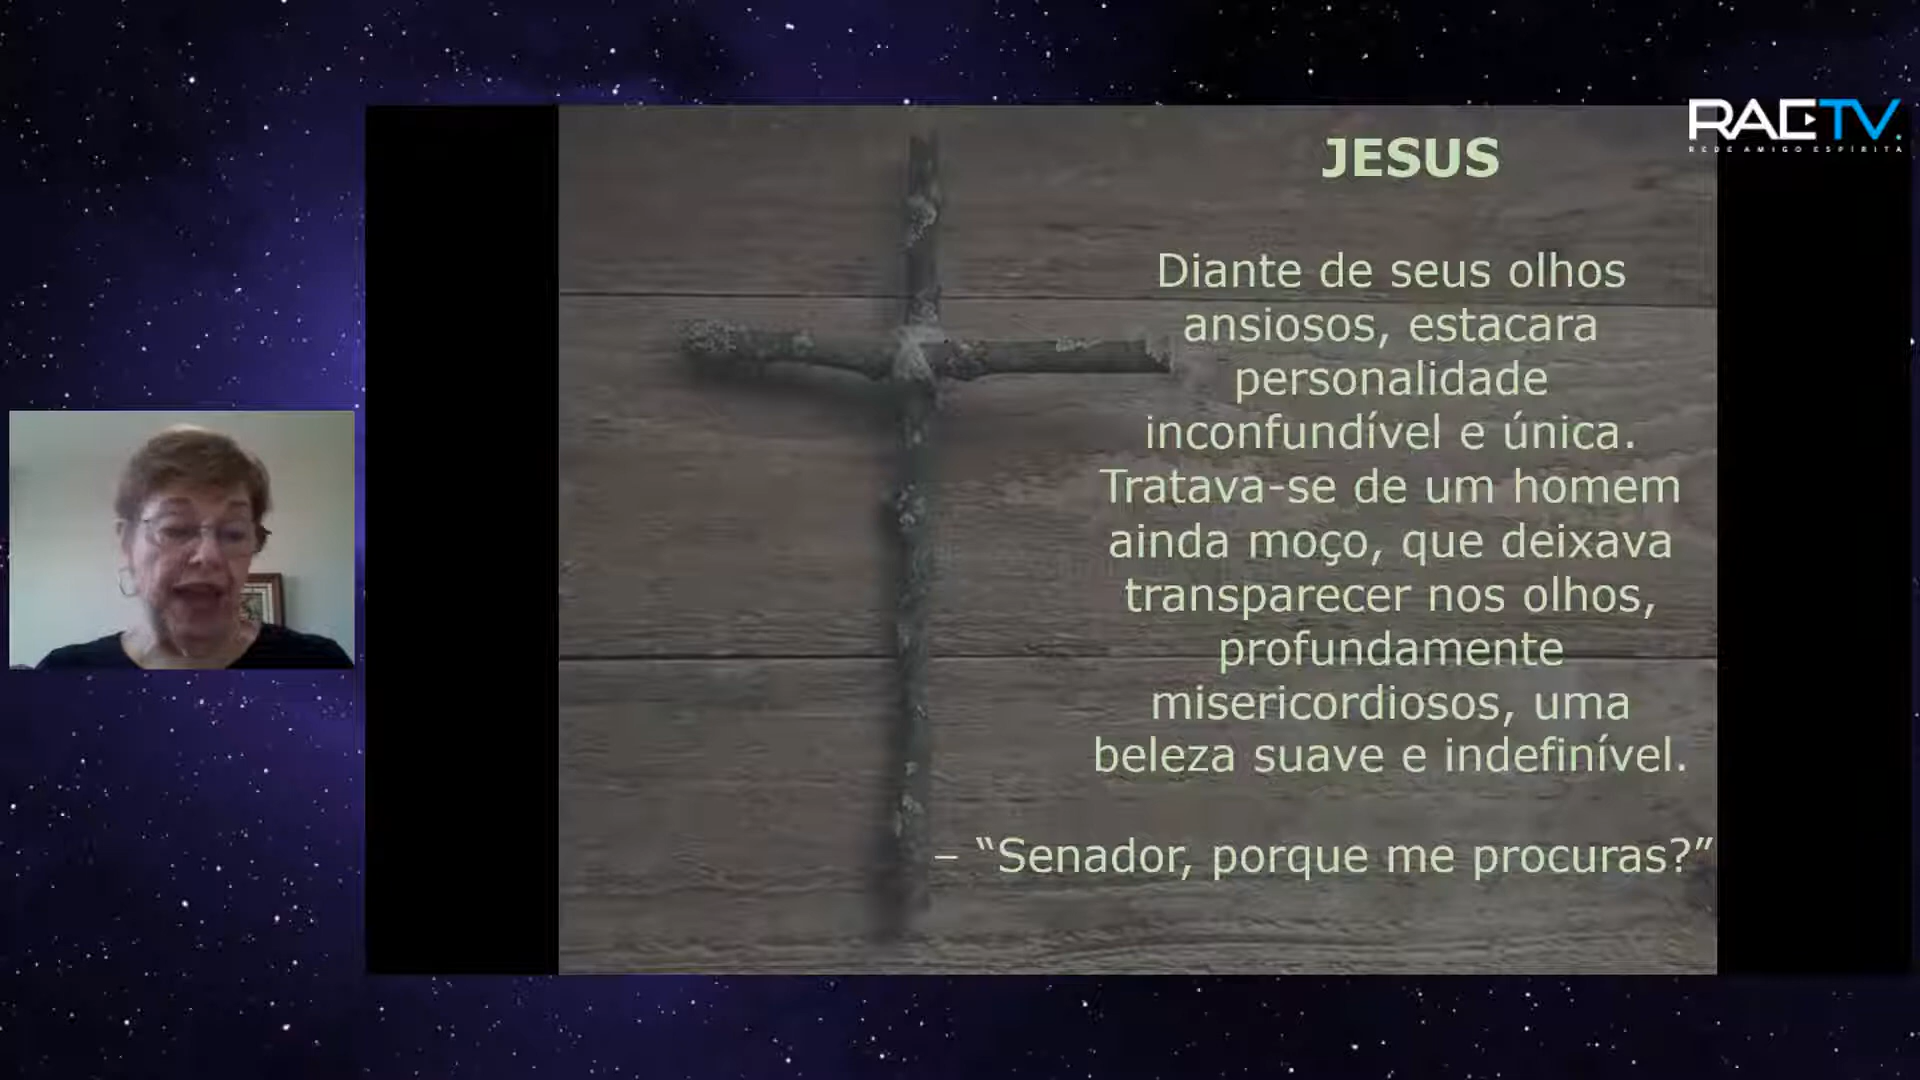 RAETV.
REDE AMIGO ESPÍRITA
JESUS
Diante de seus olhos
ansiosos, estacara
personalidade
inconfundível e única.
Tratava-se de um homem
ainda moço, que deixava
transparecer nos olhos,
profundamente
misericordiosos, uma
beleza suave e indefinível.
– “Senador, porque me procuras?”